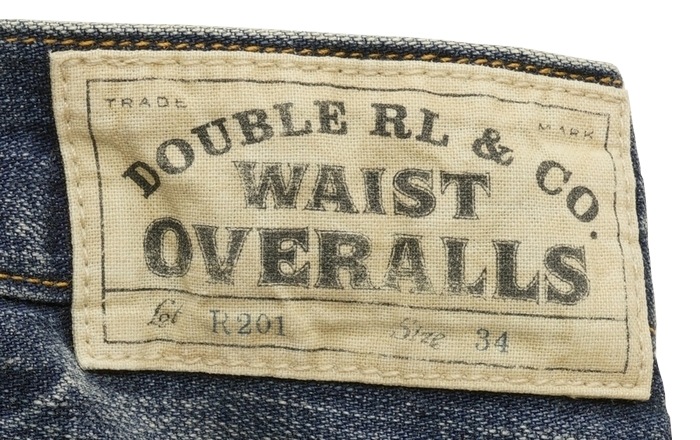 TRADE MARK
DOUBLE RL & CO.
WAIST
OVERALLS
Lot R201 Size 34